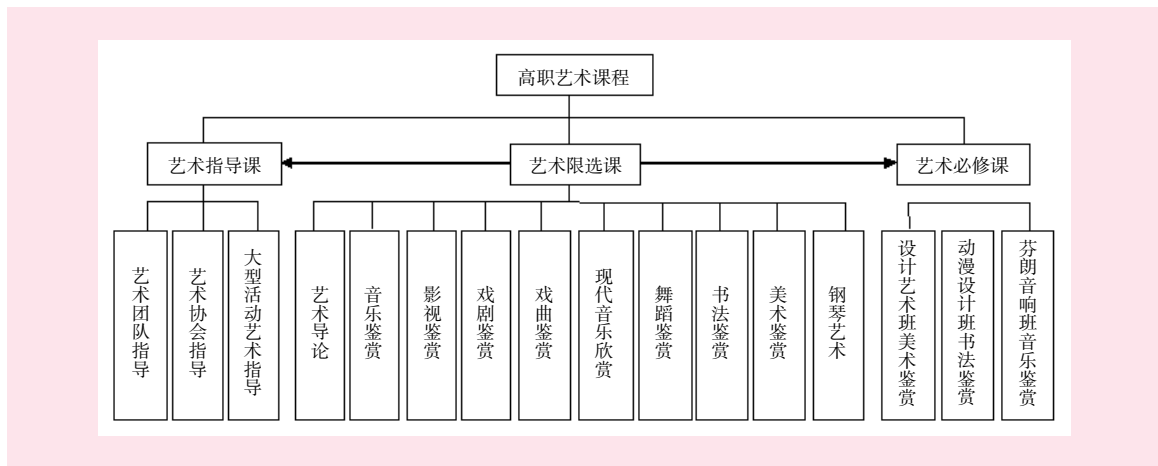 高职艺术课程
艺术指导课
艺术限选课
艺术必修课
艺术团队指导
艺术协会指导
大型活动艺术指导
艺术导论
音乐鉴赏
影视鉴赏
戏剧鉴赏
戏曲鉴赏
现代音乐欣赏
舞蹈鉴赏
书法鉴赏
美术鉴赏
钢琴艺术
设计艺术班美术鉴赏
动漫设计班书法鉴赏
芬朗音响班音乐鉴赏